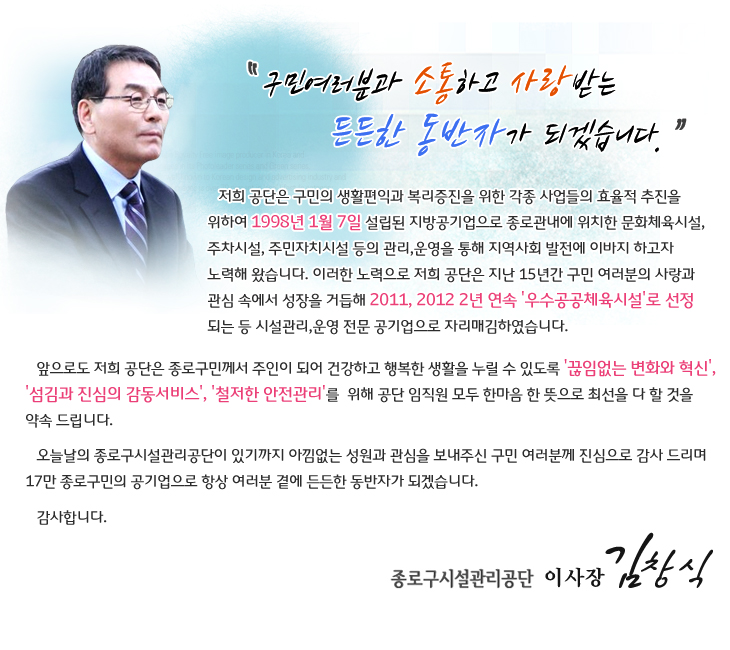 " 구민여러분과 소통하고 사랑받는
든든한 동반자가 되겠습니다. "
저희 공단은 구민의 생활편익과 복리증진을 위한 각종 사업들의 효율적 추진을
위하여 1998년 1월 7일 설립된 지방공기업으로 종로관내에 위치한 문화체육시설,
주차시설, 주민자치시설 등의 관리,운영을 통해 지역사회 발전에 이바지 하고자
노력해 왔습니다. 이러한 노력으로 저희 공단은 지난 15년간 구민 여러분의 사랑과
관심 속에서 성장을 거듭해 2011, 2012 2년 연속 '우수공공체육시설'로 선정
되는 등 시설관리,운영 전문 공기업으로 자리매김하였습니다.
앞으로도 저희 공단은 종로구민께서 주인이 되어 건강하고 행복한 생활을 누릴 수 있도록 '끊임없는 변화와 혁신',
'섬김과 진심의 감동서비스', '철저한 안전관리'를 위해 공단 임직원 모두 한마음 한 뜻으로 최선을 다 할 것을
약속 드립니다.
오늘날의 종로구시설관리공단이 있기까지 아낌없는 성원과 관심을 보내주신 구민 여러분께 진심으로 감사 드리며
17만 종로구민의 공기업으로 항상 여러분 곁에 든든한 동반자가 되겠습니다.
감사합니다.
종로구시설관리공단 이사장 김창식